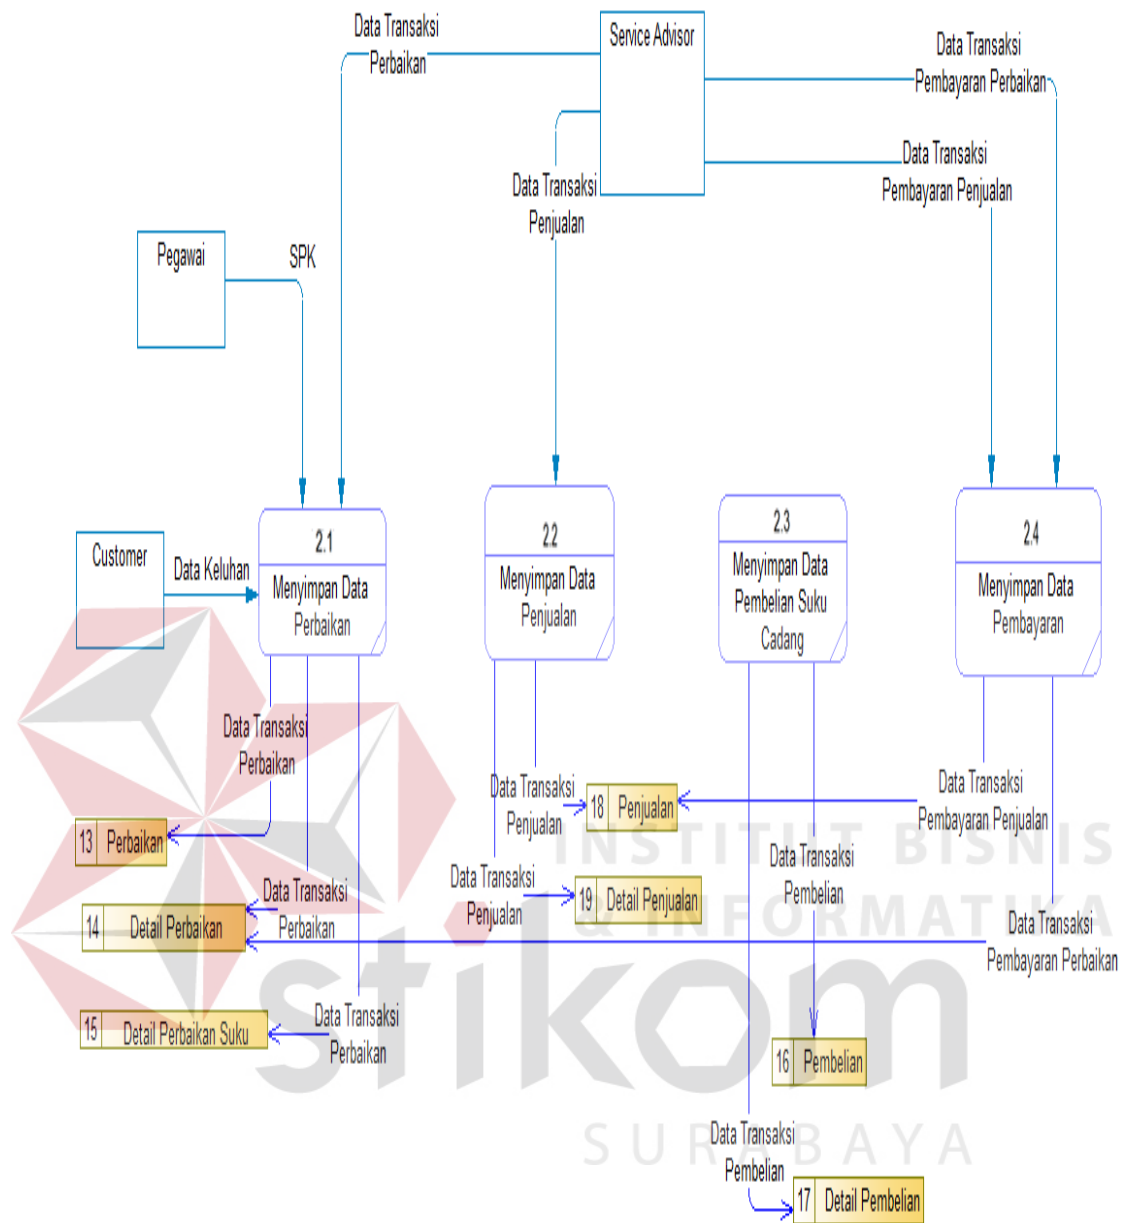 Data Transaksi
Perbaikan
Service Advisor
Data Transaksi
Pembayaran Perbaikan
Data Transaksi
Penjualan
Data Transaksi
Pembayaran Penjualan
Pegawai
SPK
Customer
Data Keluhan
2.1
Menyimpan Data
Perbaikan
2.2
Menyimpan Data
Penjualan
2.3
Menyimpan Data
Pembelian Suku
Cadang
2.4
Menyimpan Data
Pembayaran
Data Transaksi
Perbaikan
Data Transaksi
Penjualan
18 Penjualan
Data Transaksi
Pembayaran Penjualan
13 Perbaikan
Data Transaksi
Perbaikan
14 Detail Perbaikan
Data Transaksi
Penjualan
19 Detail Penjualan
Data Transaksi
Pembelian
Data Transaksi
Pembayaran Perbaikan
15 Detail Perbaikan Suku
Data Transaksi
Perbaikan
16 Pembelian
Data Transaksi
Pembelian
17 Detail Pembelian
INSTITUT BISNIS
& INFORMATIKA
stikom
SURABAYA